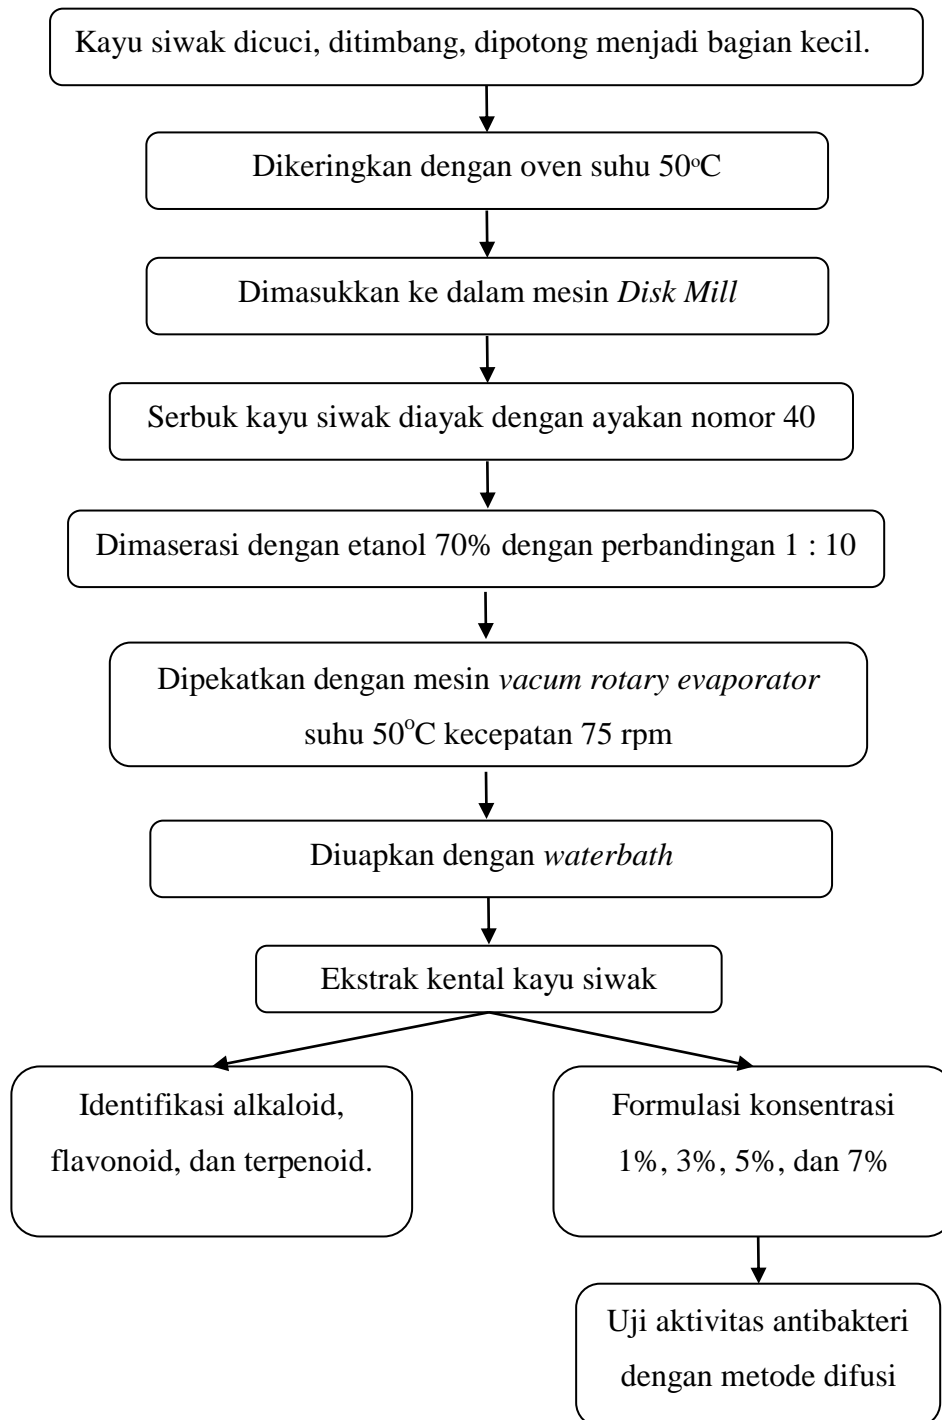 Kayu siwak dicuci, ditimbang, dipotong menjadi bagian kecil.
Dikeringkan dengan oven suhu 50ᵒC
Dimasukkan ke dalam mesin Disk Mill
Serbuk kayu siwak diayak dengan ayakan nomor 40
Dimaserasi dengan etanol 70% dengan perbandingan 1 : 10
Dipekatkan dengan mesin vacum rotary evaporator
suhu 50ᵒC kecepatan 75 rpm
Diuapkan dengan waterbath
Ekstrak kental kayu siwak
Identifikasi alkaloid,
flavonoid, dan terpenoid.
Formulasi konsentrasi
1%, 3%, 5%, dan 7%
Uji aktivitas antibakteri
dengan metode difusi